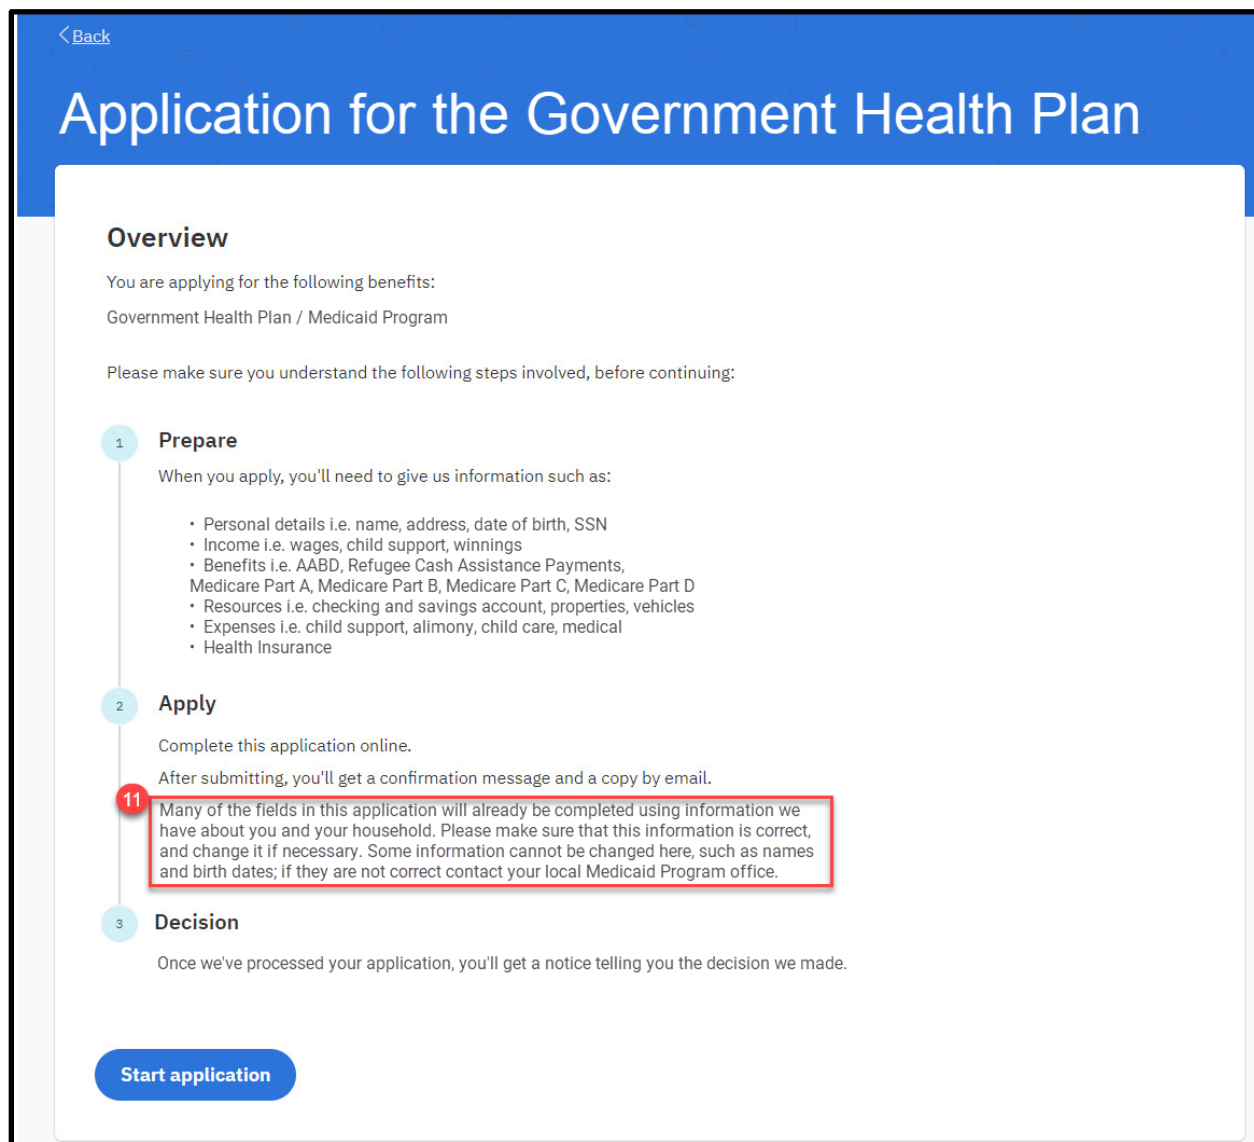 Back
Application for the Government Health Plan
Overview
You are applying for the following benefits:
Government Health Plan / Medicaid Program
Please make sure you understand the following steps involved, before continuing:
1
Prepare
When you apply, you'll need to give us information such as:
• Personal details i.e. name, address, date of birth, SSN
• Income i.e. wages, child support, winnings
• Benefits i.e. AABD, Refugee Cash Assistance Payments,
Medicare Part A, Medicare Part B, Medicare Part C, Medicare Part D
• Resources i.e. checking and savings account, properties, vehicles
• Expenses i.e. child support, alimony, child care, medical
• Health Insurance
2
Apply
Complete this application online.
After submitting, you'll get a confirmation message and a copy by email.
11
Many of the fields in this application will already be completed using information we
have about you and your household. Please make sure that this information is correct,
and change it if necessary. Some information cannot be changed here, such as names
and birth dates; if they are not correct contact your local Medicaid Program office.
3
Decision
Once we've processed your application, you'll get a notice telling you the decision we made.
Start application